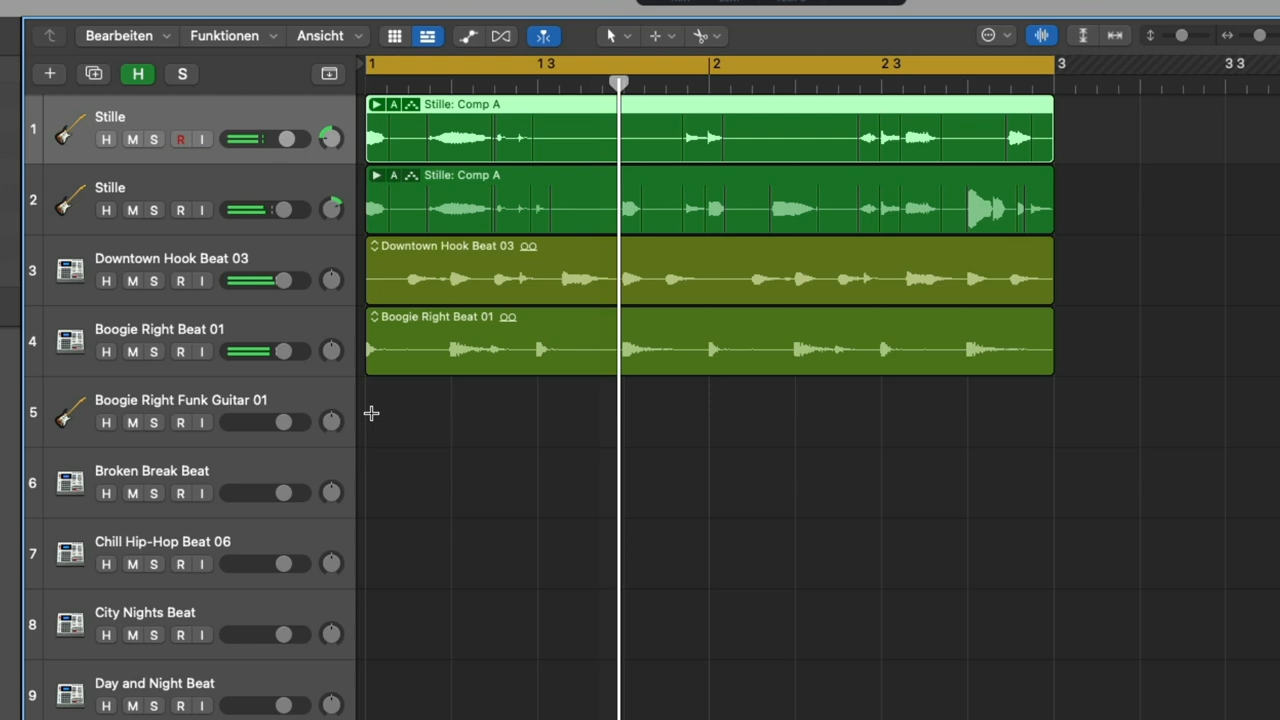 Bearbeiten Funktionen Ansicht
H S
1 1 3 2 2 3 3 3 3
1 Stille
H M S R I
A Stille: Comp A
2 Stille
H M S R I
A Stille: Comp A
3 Downtown Hook Beat 03
H M S R I
Downtown Hook Beat 03
4 Boogie Right Beat 01
H M S R I
Boogie Right Beat 01
5 Boogie Right Funk Guitar 01
H M S R I
6 Broken Break Beat
H M S R I
7 Chill Hip-Hop Beat 06
H M S R I
8 City Nights Beat
H M S R I
9 Day and Night Beat
H M S R I